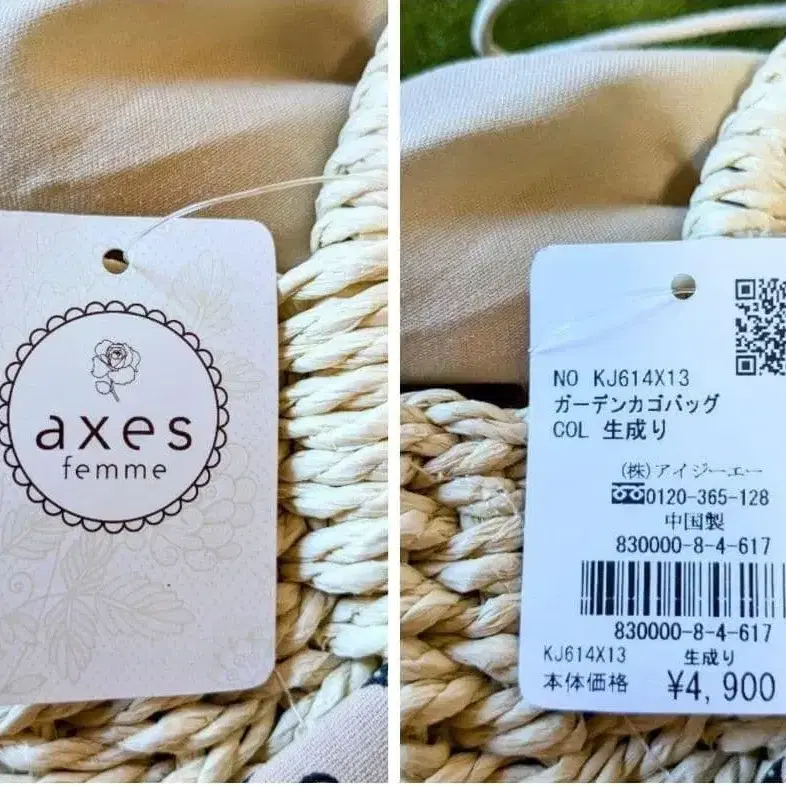 axes
femme
NO KJ614X13
ガーデンカゴバッグ
COL 生成り
(株)アイジーエー
0120-365-128
中国製
830000-8-4-617
830000-8-4-617
KJ614X13 生成り
本体価格 ¥4,900